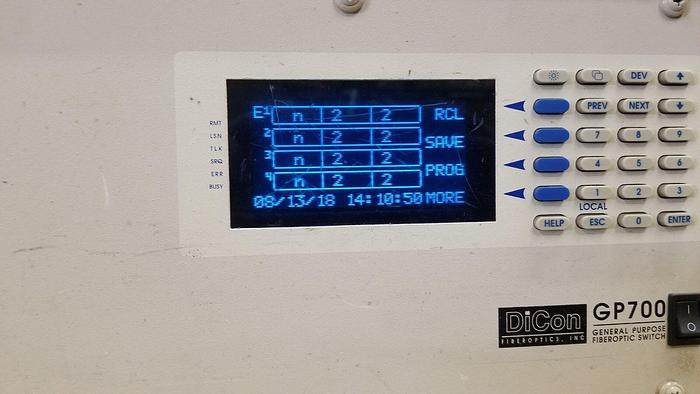 E1 n 2 2 RCL
2 n 2 2 SAVE
3 n 2 2 PROG
4 n 2 2
08/13/18 14:10:50 MORE
RMT
LSN
TLK
SRQ
ERR
BUSY
DEV
PREV NEXT
7 8 9
4 5 6
1 2 3
LOCAL
HELP ESC 0 ENTER
DiCon
FIBEROPTICS, INC
GP700
GENERAL PURPOSE
FIBEROPTIC SWITCH